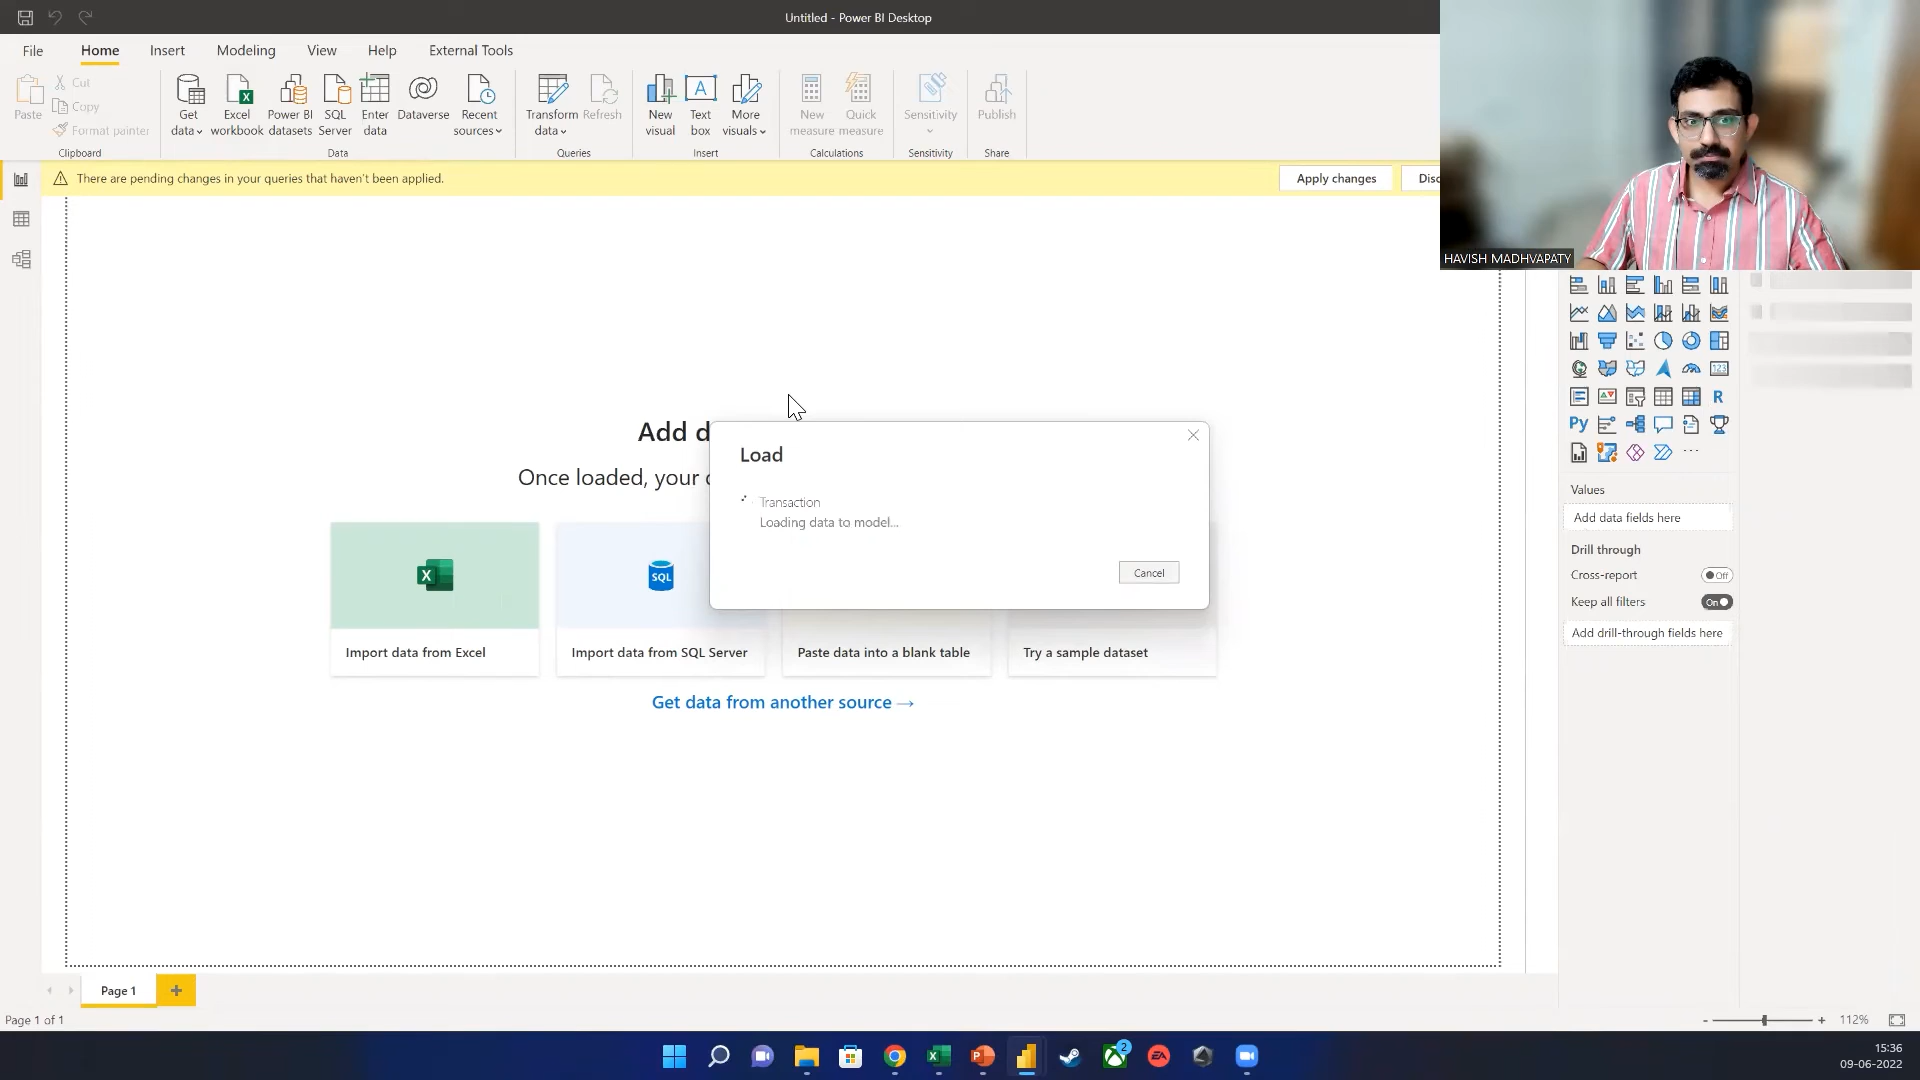 Untitled - Power BI Desktop
File
Home
Insert
Modeling
View
Help
External Tools
Paste
Cut
Copy
Format painter
Clipboard
Get data
Excel workbook
Power BI datasets
SQL Server
Enter data
Dataverse
Recent sources
Data
Transform data
Refresh
Queries
New visual
Text box
More visuals
Insert
New measure
Quick measure
Calculations
Sensitivity
Sensitivity
Publish
Share
There are pending changes in your queries that haven't been applied.
Apply changes
Disc
HAVISH MADHVAPATY
Add d
Once loaded, your d
Load
Transaction
Loading data to model...
Cancel
SQL
Import data from Excel
Import data from SQL Server
Paste data into a blank table
Try a sample dataset
Get data from another source →
123
R
Py
Values
Add data fields here
Drill through
Cross-report
Off
Keep all filters
On
Add drill-through fields here
Page 1
Page 1 of 1
- + 112%
2
EA
15:36
09-06-2022